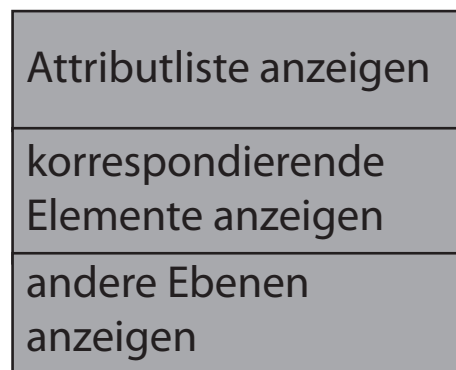 Attributliste anzeigen
korrespondierende
Elemente anzeigen
andere Ebenen
anzeigen